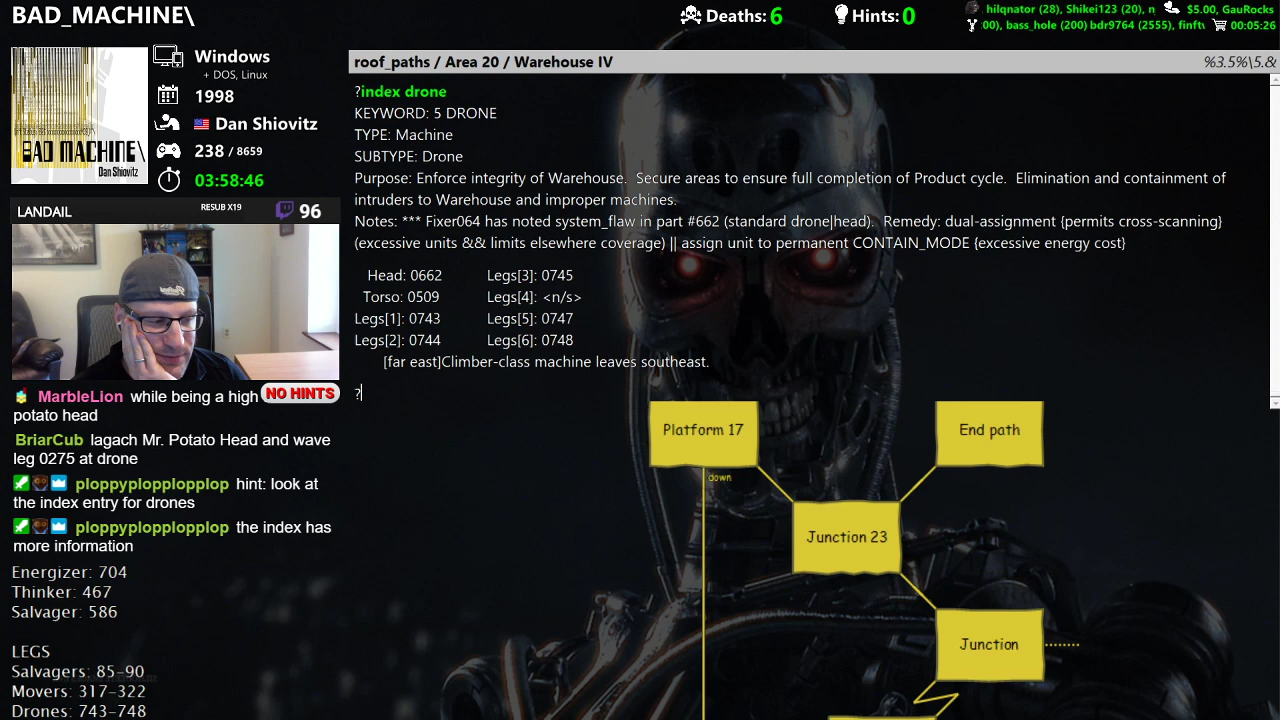 BAD_MACHINE\
Deaths: 6
Hints: 0
hilqnator (28), Shikei123 (20), n
$5.00, GauRocks
00), bass_hole (200) bdr9764 (2555), finftv
00:05:26
BAD MACHINE\
Dan Shiovitz
Windows
+ DOS, Linux
1998
Dan Shiovitz
238 / 8659
03:58:46
LANDAIL
RESUB X19
96
NO HINTS
MarbleLion while being a high
potato head
BriarCub lagach Mr. Potato Head and wave
leg 0275 at drone
ploppyplopplopplop hint: look at
the index entry for drones
ploppyplopplopplop the index has
more information
Energizer: 704
Thinker: 467
Salvager: 586
LEGS
Salvagers: 85-90
Movers: 317-322
Drones: 743-748
roof_paths / Area 20 / Warehouse IV
%3.5%\5.&
?index drone
KEYWORD: 5 DRONE
TYPE: Machine
SUBTYPE: Drone
Purpose: Enforce integrity of Warehouse. Secure areas to ensure full completion of Product cycle. Elimination and containment of
intruders to Warehouse and improper machines.
Notes: *** Fixer064 has noted system_flaw in part #662 (standard drone|head). Remedy: dual-assignment {permits cross-scanning}
(excessive units && limits elsewhere coverage) || assign unit to permanent CONTAIN_MODE {excessive energy cost}
Head: 0662 Legs[3]: 0745
Torso: 0509 Legs[4]: <n/s>
Legs[1]: 0743 Legs[5]: 0747
Legs[2]: 0744 Legs[6]: 0748
[far east]Climber-class machine leaves southeast.
?
Platform 17
End path
down
Junction 23
Junction